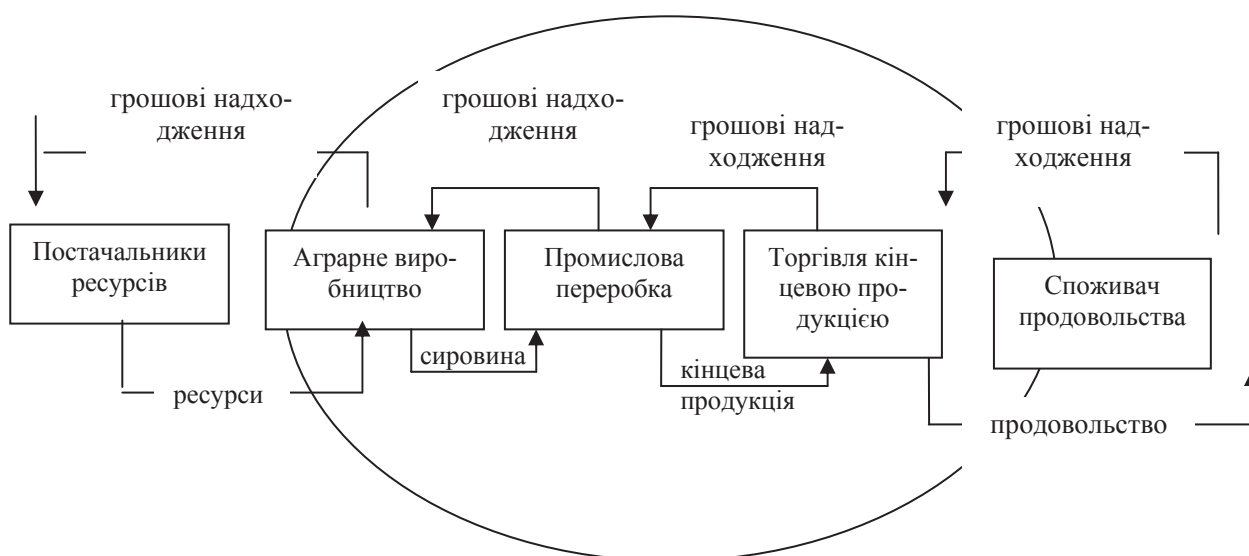 грошові надхо-
дження
грошові надхо-
дження
грошові над-
ходження
грошові над-
ходження
Постачальники
ресурсів
Аграрне виро-
бництво
Промислова
переробка
Торгівля кін-
цевою про-
дукцією
Споживач
продовольства
сировина
ресурси
кінцева
продукція
продовольство